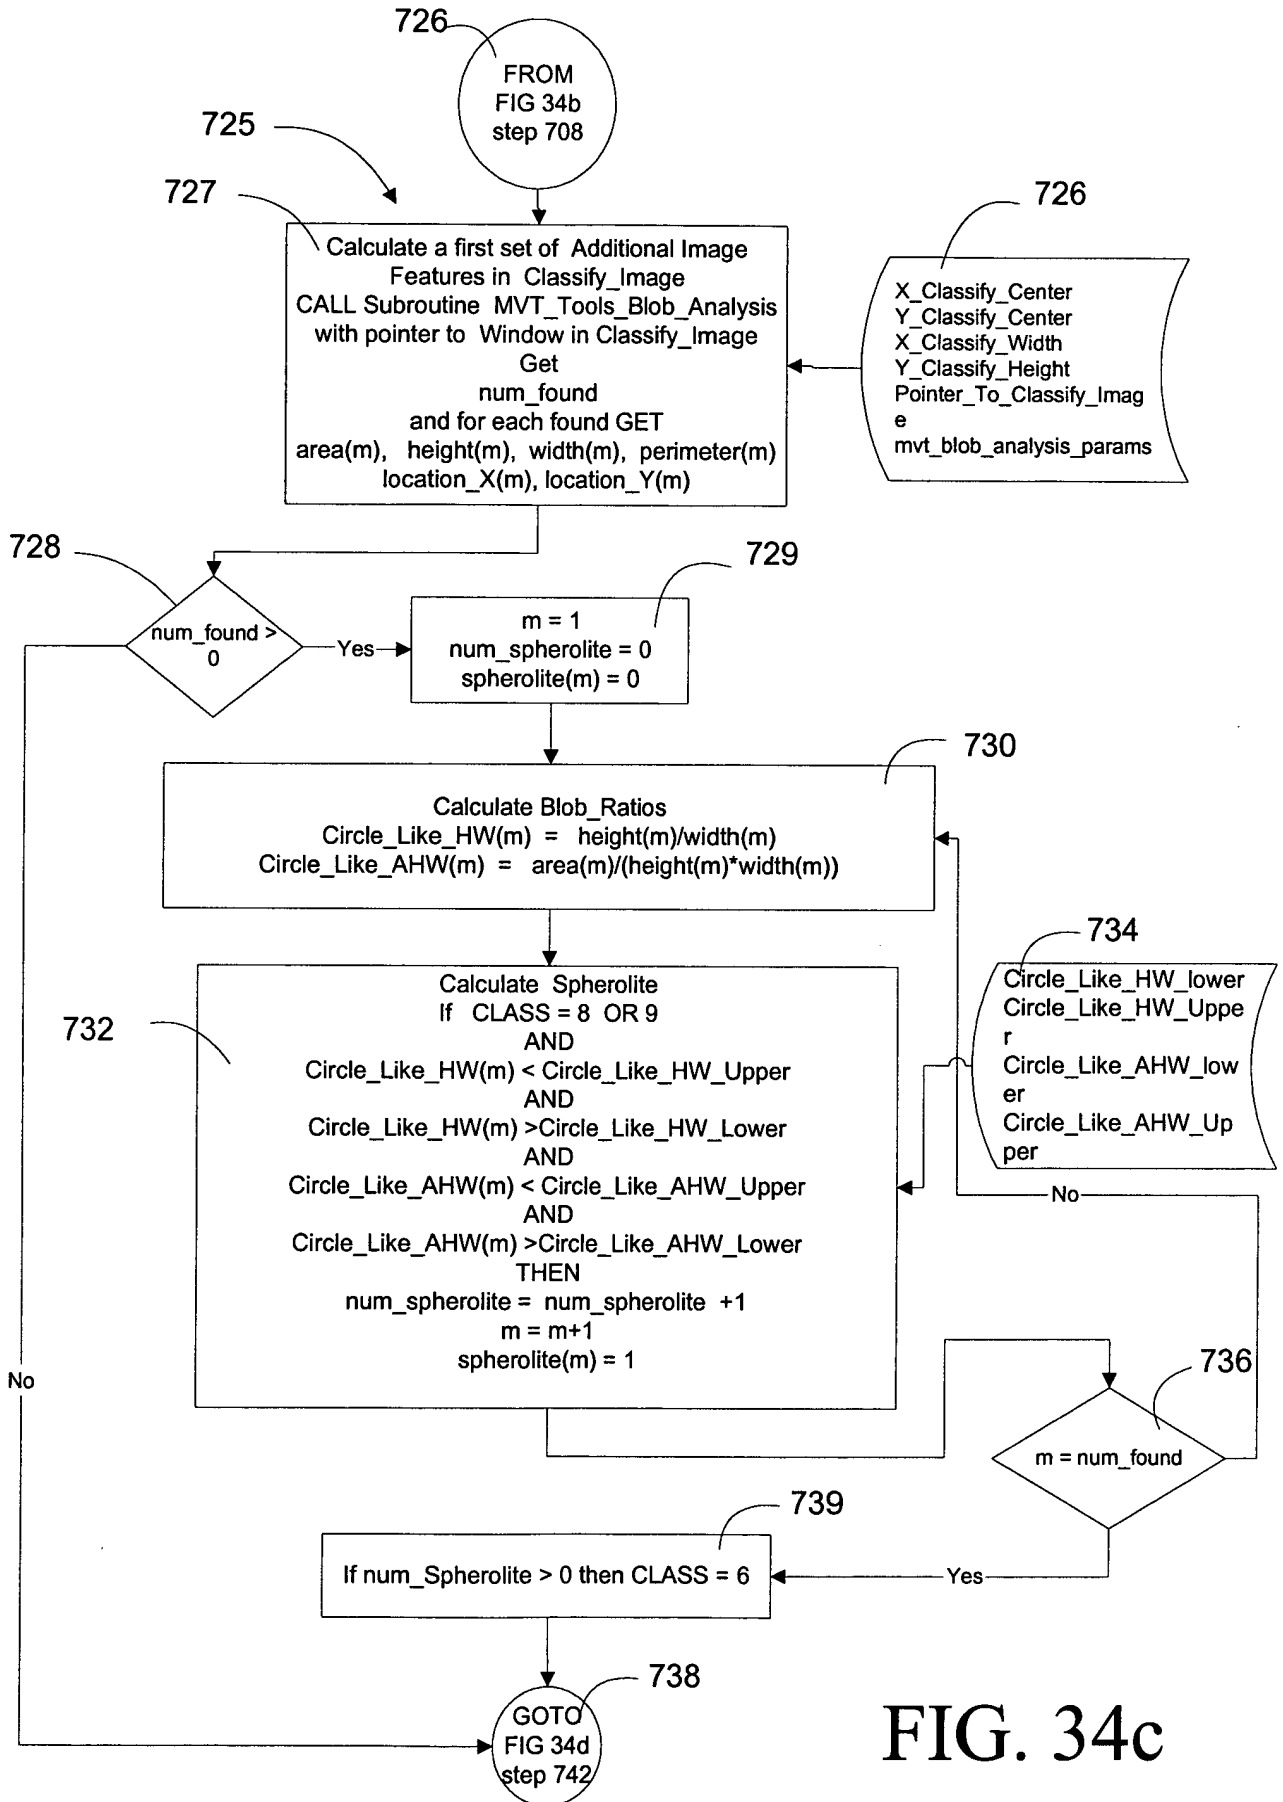 726
FROM
FIG 34b
step 708
725
727
Calculate a first set of Additional Image
Features in Classify_Image
CALL Subroutine MVT_Tools_Blob_Analysis
with pointer to Window in Classify_Image
Get
num_found
and for each found GET
area(m), height(m), width(m), perimeter(m)
location_X(m), location_Y(m)
726
X_Classify_Center
Y_Classify_Center
X_Classify_Width
Y_Classify_Height
Pointer_To_Classify_Imag
e
mvt_blob_analysis_params
728
num_found >
0
Yes
729
m = 1
num_spherolite = 0
spherolite(m) = 0
730
Calculate Blob_Ratios
Circle_Like_HW(m) = height(m)/width(m)
Circle_Like_AHW(m) = area(m)/(height(m)*width(m))
732
Calculate Spherolite
If CLASS = 8 OR 9
AND
Circle_Like_HW(m) < Circle_Like_HW_Upper
AND
Circle_Like_HW(m) >Circle_Like_HW_Lower
AND
Circle_Like_AHW(m) < Circle_Like_AHW_Upper
AND
Circle_Like_AHW(m) >Circle_Like_AHW_Lower
THEN
num_spherolite = num_spherolite +1
m = m+1
spherolite(m) = 1
734
Circle_Like_HW_lower
Circle_Like_HW_Uppe
r
Circle_Like_AHW_low
er
Circle_Like_AHW_Up
per
No
No
736
m = num_found
Yes
739
If num_Spherolite > 0 then CLASS = 6
738
GOTO
FIG 34d
step 742
FIG. 34c